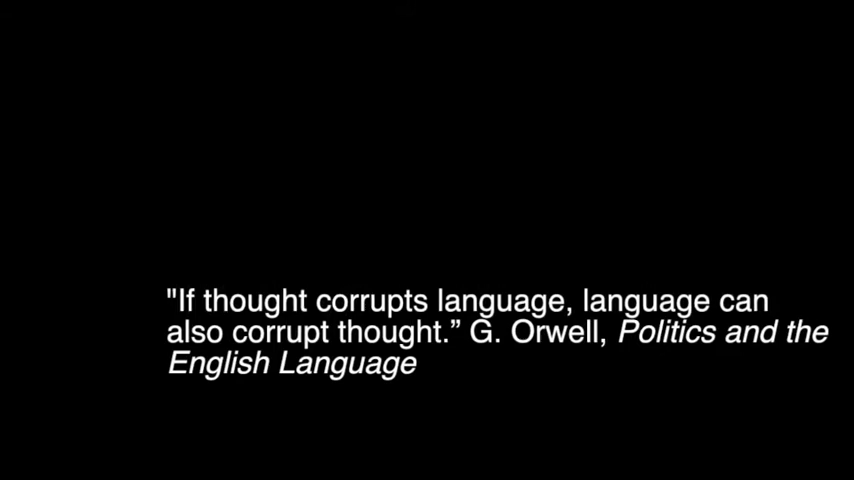 "If thought corrupts language, language can
also corrupt thought.” G. Orwell, Politics and the
English Language